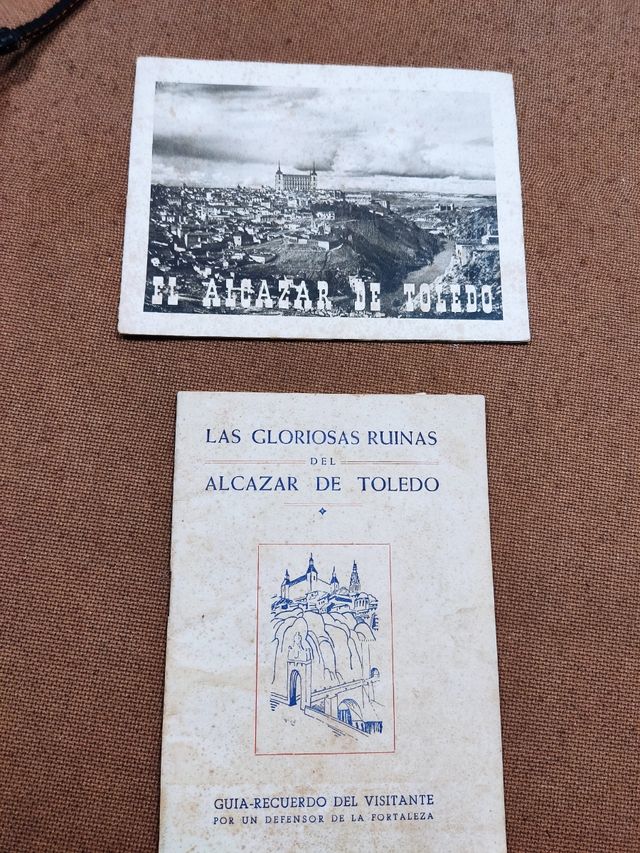 EL ALCAZAR DE TOLEDO
LAS GLORIOSAS RUINAS
DEL
ALCAZAR DE TOLEDO
GUIA-RECUERDO DEL VISITANTE
POR UN DEFENSOR DE LA FORTALEZA